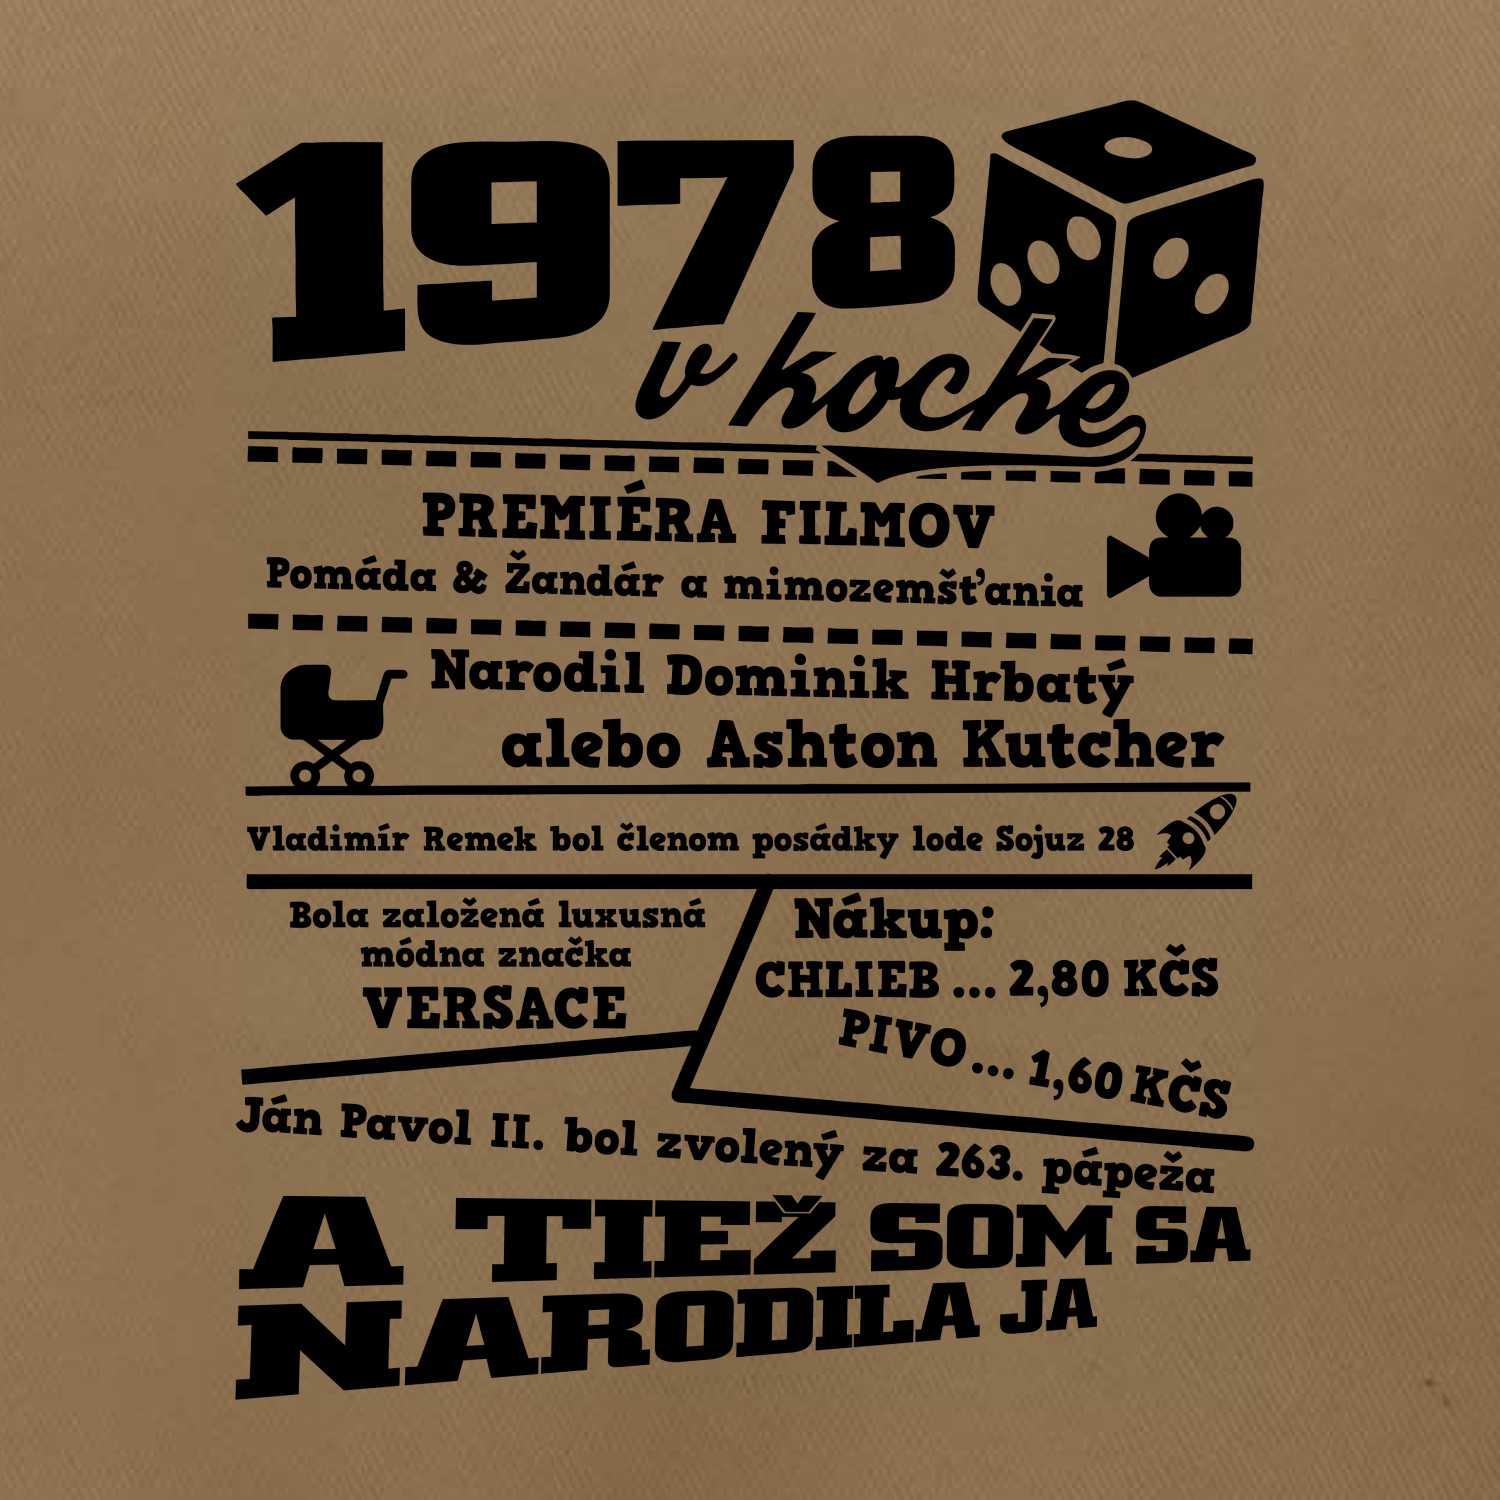 1978
v kocke
PREMIÉRA FILMOV
Pomáda & Žandár a mimozemšťania
Narodil Dominik Hrbatý
alebo Ashton Kutcher
Vladimír Remek bol členom posádky lode Sojuz 28
Bola založená luxusná
módna značka
VERSACE
Nákup:
CHLIEB ... 2,80 KČS
PIVO ... 1,60 KČS
Ján Pavol II. bol zvolený za 263. pápeža
A TIEŽ SOM SA
NARODILA JA